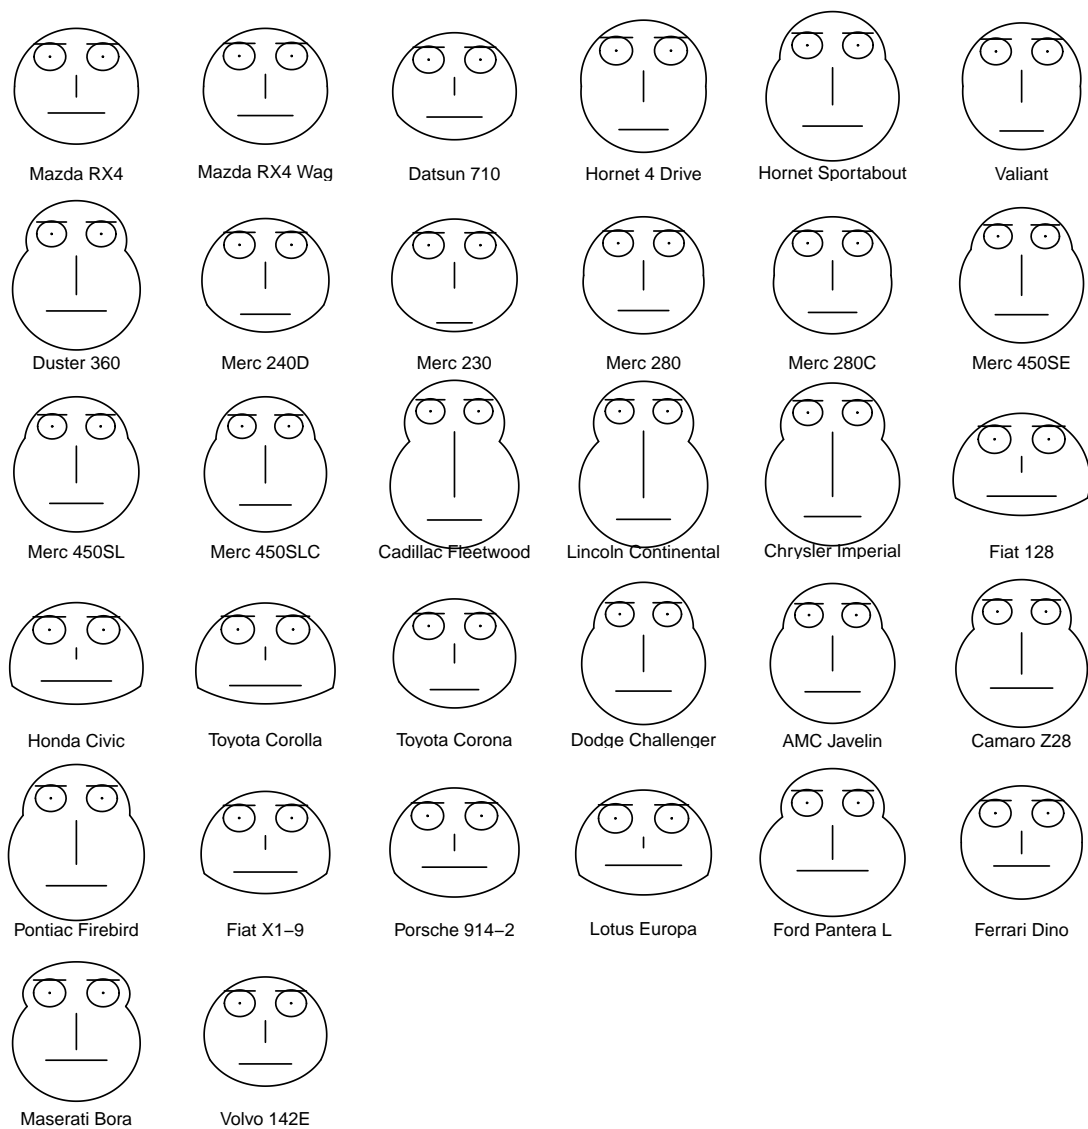 Mazda RX4
Mazda RX4 Wag
Datsun 710
Hornet 4 Drive
Hornet Sportabout
Valiant
Duster 360
Merc 240D
Merc 230
Merc 280
Merc 280C
Merc 450SE
Merc 450SL
Merc 450SLC
Cadillac Fleetwood
Lincoln Continental
Chrysler Imperial
Fiat 128
Honda Civic
Toyota Corolla
Toyota Corona
Dodge Challenger
AMC Javelin
Camaro Z28
Pontiac Firebird
Fiat X1−9
Porsche 914−2
Lotus Europa
Ford Pantera L
Ferrari Dino
Maserati Bora
Volvo 142E